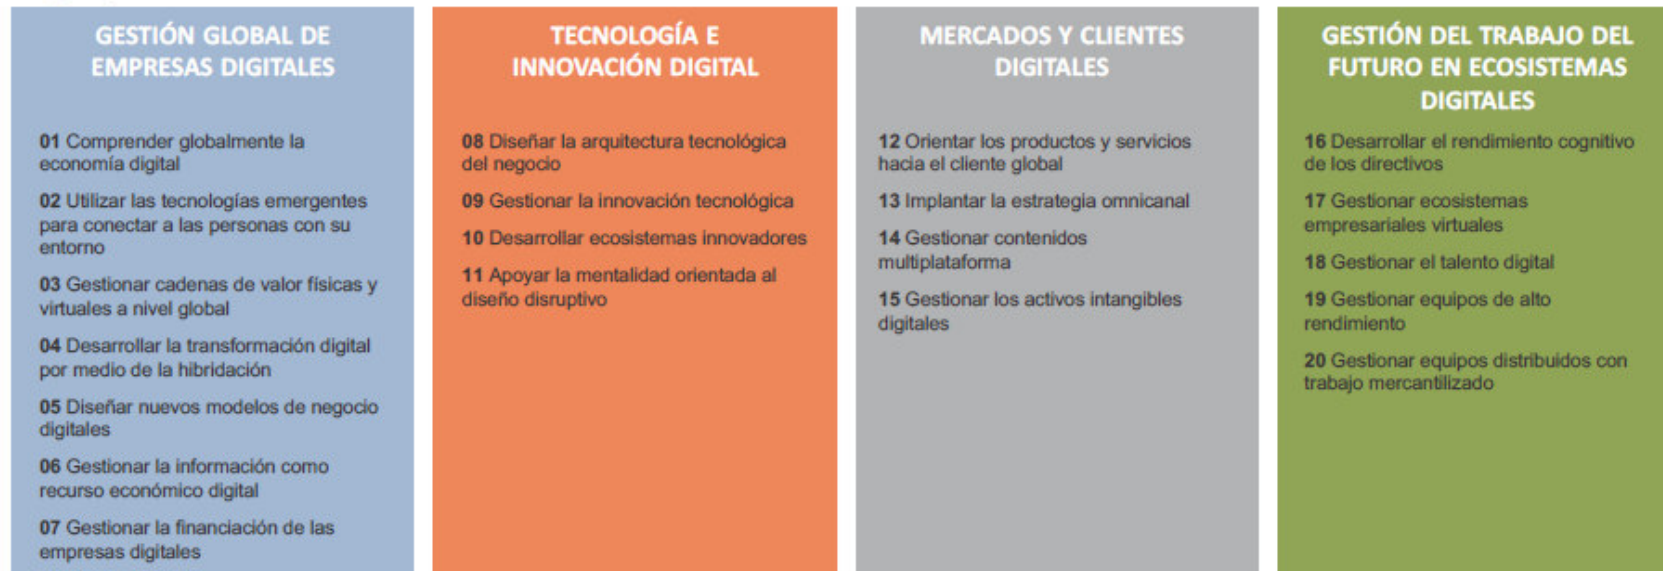 GESTIÓN GLOBAL DE
EMPRESAS DIGITALES
01 Comprender globalmente la
economía digital
02 Utilizar las tecnologías emergentes
para conectar a las personas con su
entorno
03 Gestionar cadenas de valor físicas y
virtuales a nivel global
04 Desarrollar la transformación digital
por medio de la hibridación
05 Diseñar nuevos modelos de negocio
digitales
06 Gestionar la información como
recurso económico digital
07 Gestionar la financiación de las
empresas digitales
TECNOLOGÍA E
INNOVACIÓN DIGITAL
08 Diseñar la arquitectura tecnológica
del negocio
09 Gestionar la innovación tecnológica
10 Desarrollar ecosistemas innovadores
11 Apoyar la mentalidad orientada al
diseño disruptivo
MERCADOS Y CLIENTES
DIGITALES
12 Orientar los productos y servicios
hacia el cliente global
13 Implantar la estrategia omnicanal
14 Gestionar contenidos
multiplataforma
15 Gestionar los activos intangibles
digitales
GESTIÓN DEL TRABAJO DEL
FUTURO EN ECOSISTEMAS
DIGITALES
16 Desarrollar el rendimiento cognitivo
de los directivos
17 Gestionar ecosistemas
empresariales virtuales
18 Gestionar el talento digital
19 Gestionar equipos de alto
rendimiento
20 Gestionar equipos distribuidos con
trabajo mercantilizado